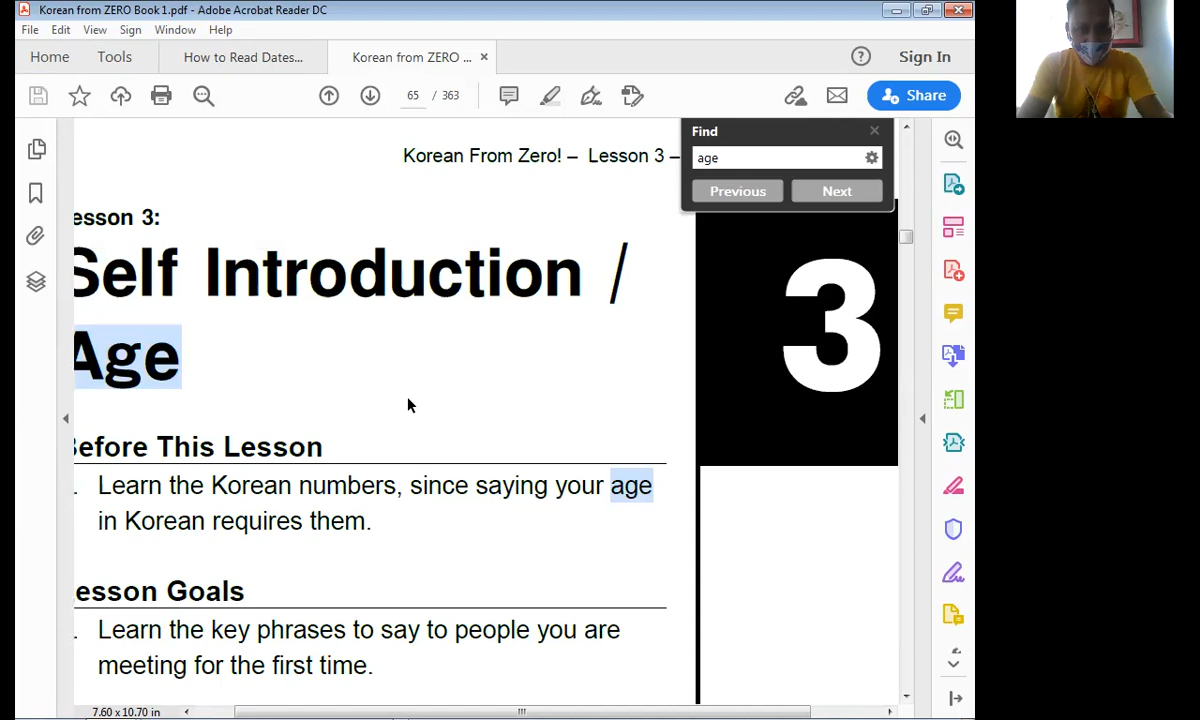 Korean from ZERO Book 1.pdf - Adobe Acrobat Reader DC
File Edit View Sign Window Help
Home Tools How to Read Dates... Korean from ZERO ... ×
Sign In
65 / 363
Share
Korean From Zero! – Lesson 3 –
Find
age
Previous Next
esson 3:
Self Introduction /
Age
3
Before This Lesson
. Learn the Korean numbers, since saying your age
in Korean requires them.
esson Goals
. Learn the key phrases to say to people you are
meeting for the first time.
7.60 x 10.70 in